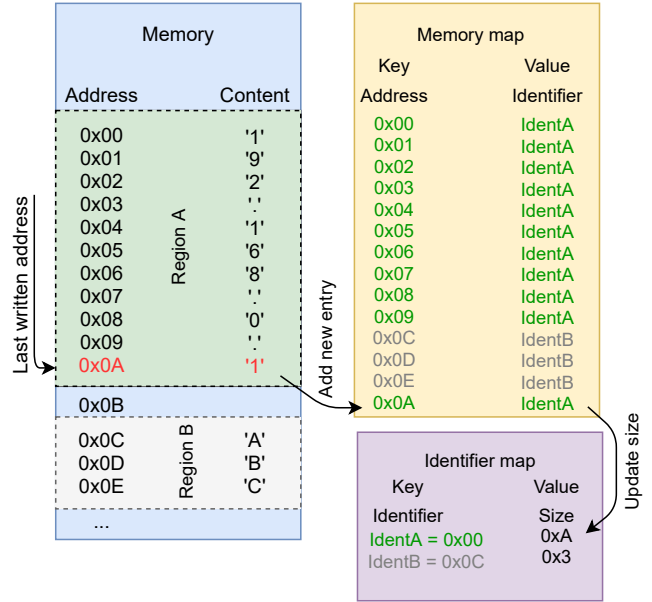 Memory
Address Content
0x00 '1'
0x01 '9'
0x02 '2'
0x03 '.'
0x04 '1'
0x05 '6'
0x06 '8'
0x07 '.'
0x08 '0'
0x09 '.'
0x0A '1'
Region A
Last written address
0x0B
0x0C 'A'
0x0D 'B'
0x0E 'C'
Region B
...
Add new entry
Memory map
Key Value
Address Identifier
0x00 IdentA
0x01 IdentA
0x02 IdentA
0x03 IdentA
0x04 IdentA
0x05 IdentA
0x06 IdentA
0x07 IdentA
0x08 IdentA
0x09 IdentA
0x0C IdentB
0x0D IdentB
0x0E IdentB
0x0A IdentA
Update size
Identifier map
Key Value
Identifier Size
IdentA = 0x00 0xA
IdentB = 0x0C 0x3